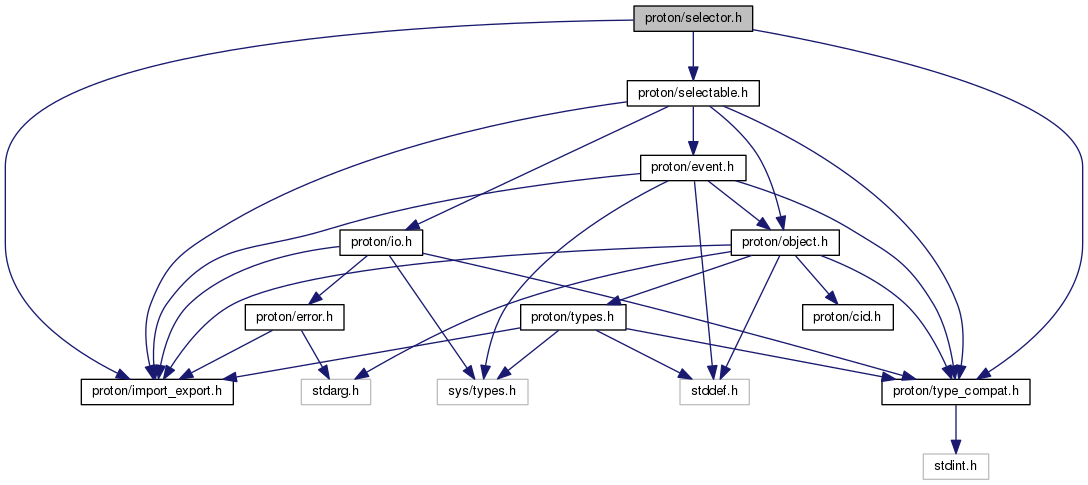 proton/selector.h
proton/selectable.h
proton/event.h
proton/io.h
proton/object.h
proton/error.h
proton/types.h
proton/cid.h
proton/import_export.h
stdarg.h
sys/types.h
stddef.h
proton/type_compat.h
stdint.h